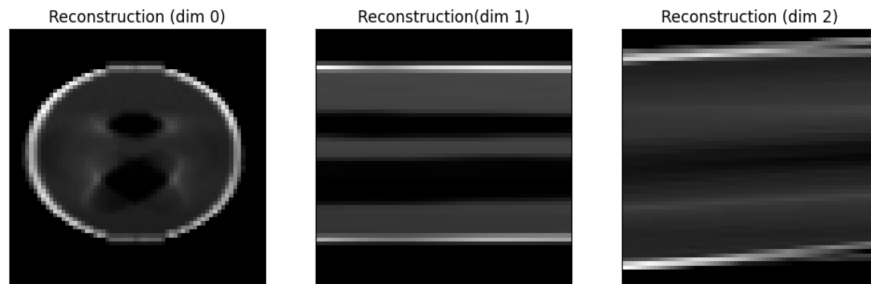 Reconstruction (dim 0)
Reconstruction(dim 1)
Reconstruction (dim 2)